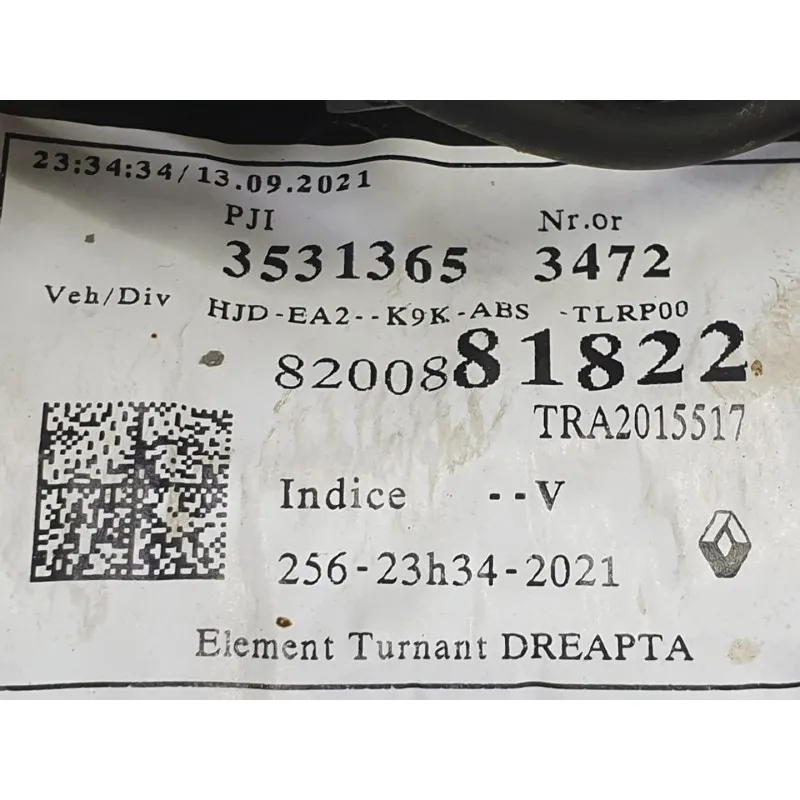 23:34:34/13.09.2021
PJI Nr.or
3531365 3472
Veh/Div HJD-EA2--K9K-ABS -TLRP00
8200881822
TRA2015517
Indice --V
256-23h34-2021
Element Turnant DREAPTA